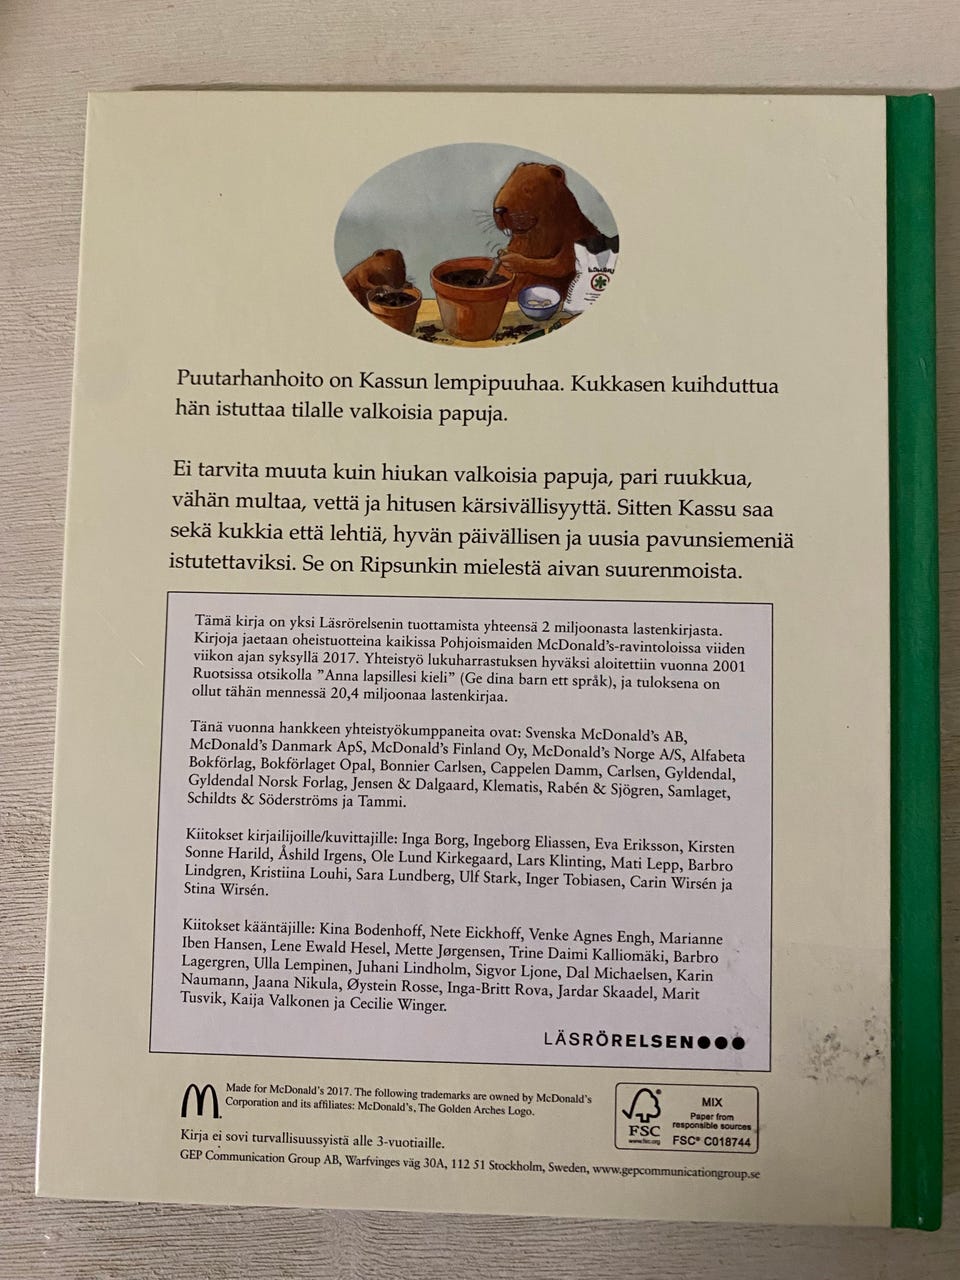 Puutarhanhoito on Kassun lempipuuhaa. Kukkasen kuihduttua
hän istuttaa tilalle valkoisia papuja.
Ei tarvita muuta kuin hiukan valkoisia papuja, pari ruukkua,
vähän multaa, vettä ja hitusen kärsivällisyyttä. Sitten Kassu saa
sekä kukkia että lehtiä, hyvän päivällisen ja uusia pavunsiemeniä
istutettaviksi. Se on Ripsunkin mielestä aivan suurenmoista.
Tämä kirja on yksi Läsrörelsenin tuottamista yhteensä 2 miljoonasta lastenkirjasta.
Kirjoja jaetaan oheistuotteina kaikissa Pohjoismaiden McDonald's-ravintoloissa viiden
viikon ajan syksyllä 2017. Yhteistyö lukuharrastuksen hyväksi aloitettiin vuonna 2001
Ruotsissa otsikolla ”Anna lapsillesi kieli” (Ge dina barn ett språk), ja tuloksena on
ollut tähän mennessä 20,4 miljoonaa lastenkirjaa.
Tänä vuonna hankkeen yhteistyökumppaneita ovat: Svenska McDonald's AB,
McDonald's Danmark ApS, McDonald's Finland Oy, McDonald's Norge A/S, Alfabeta
Bokförlag, Bokförlaget Opal, Bonnier Carlsen, Cappelen Damm, Carlsen, Gyldendal,
Gyldendal Norsk Forlag, Jensen & Dalgaard, Klematis, Rabén & Sjögren, Samlaget,
Schildts & Söderströms ja Tammi.
Kiitokset kirjailijoille/kuvittajille: Inga Borg, Ingeborg Eliassen, Eva Eriksson, Kirsten
Sonne Harild, Åshild Irgens, Ole Lund Kirkegaard, Lars Klinting, Mati Lepp, Barbro
Lindgren, Kristiina Louhi, Sara Lundberg, Ulf Stark, Inger Tobiasen, Carin Wirsén ja
Stina Wirsén.
Kiitokset kääntäjille: Kina Bodenhoff, Nete Eickhoff, Venke Agnes Engh, Marianne
Iben Hansen, Lene Ewald Hesel, Mette Jørgensen, Trine Daimi Kalliomäki, Barbro
Lagergren, Ulla Lempinen, Juhani Lindholm, Sigvor Ljone, Dal Michaelsen, Karin
Naumann, Jaana Nikula, Øystein Rosse, Inga-Britt Rova, Jardar Skaadel, Marit
Tusvik, Kaija Valkonen ja Cecilie Winger.
LÄSRÖRELSEN●●●
Made for McDonald's 2017. The following trademarks are owned by McDonald's
Corporation and its affiliates: McDonald's, The Golden Arches Logo.
Kirja ei sovi turvallisuussyistä alle 3-vuotiaille.
GEP Communication Group AB, Warfvinges väg 30A, 112 51 Stockholm, Sweden, www.gepcommunicationgroup.se
FSC
www.fsc.org
MIX
Paper from
responsible sources
FSC® C018744